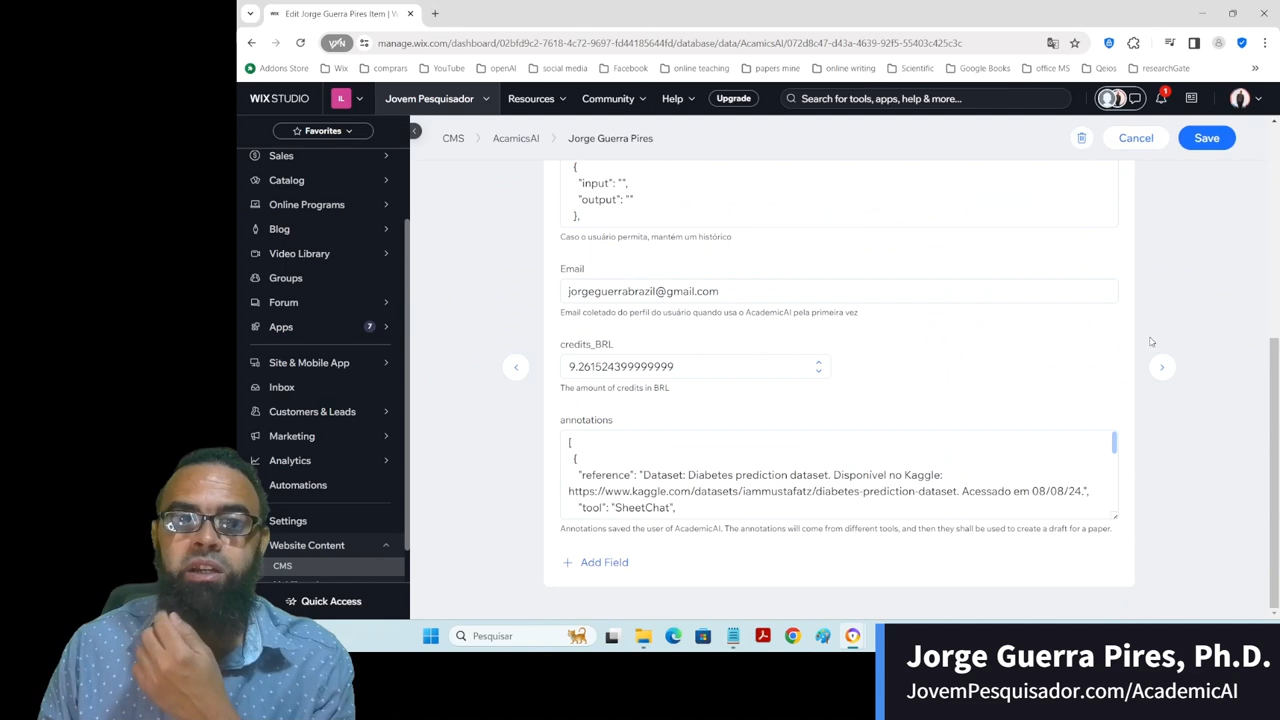 Edit Jorge Guerra Pires Item | W
manage.wix.com/dashboard/02bfd9c2-7618-4c72-9697-fd44185644fd/database/data/AcamicsAI/072d8c47-d43a-4639-92f5-55403c425c3c
Addons Store Wix comprars YouTube openAI social media Facebook online teaching papers mine online writing Scientific Google Books office MS Qeios researchGate
WIX STUDIO IL Jovem Pesquisador Resources Community Help Upgrade Search for tools, apps, help & more... 1
Favorites
Sales
Catalog
Online Programs
Blog
Video Library
Groups
Forum
Apps 7
Site & Mobile App
Inbox
Customers & Leads
Marketing
Analytics
Automations
Settings
Website Content
CMS
Quick Access
CMS AcamicsAI Jorge Guerra Pires Cancel Save
{
"input": "",
"output": ""
},
Caso o usuário permita, mantém um histórico
Email
jorgeguerrabrazil@gmail.com
Email coletado do perfil do usuário quando usa o AcademicAI pela primeira vez
credits_BRL
9.261524399999999
The amount of credits in BRL
annotations
[
{
"reference": "Dataset: Diabetes prediction dataset. Disponível no Kaggle:
https://www.kaggle.com/datasets/iammustafatz/diabetes-prediction-dataset. Acessado em 08/08/24.",
"tool": "SheetChat",
Annotations saved the user of AcademicAI. The annotations will come from different tools, and then they shall be used to create a draft for a paper.
Add Field
Pesquisar
Jorge Guerra Pires, Ph.D.
JovemPesquisador.com/AcademicAI